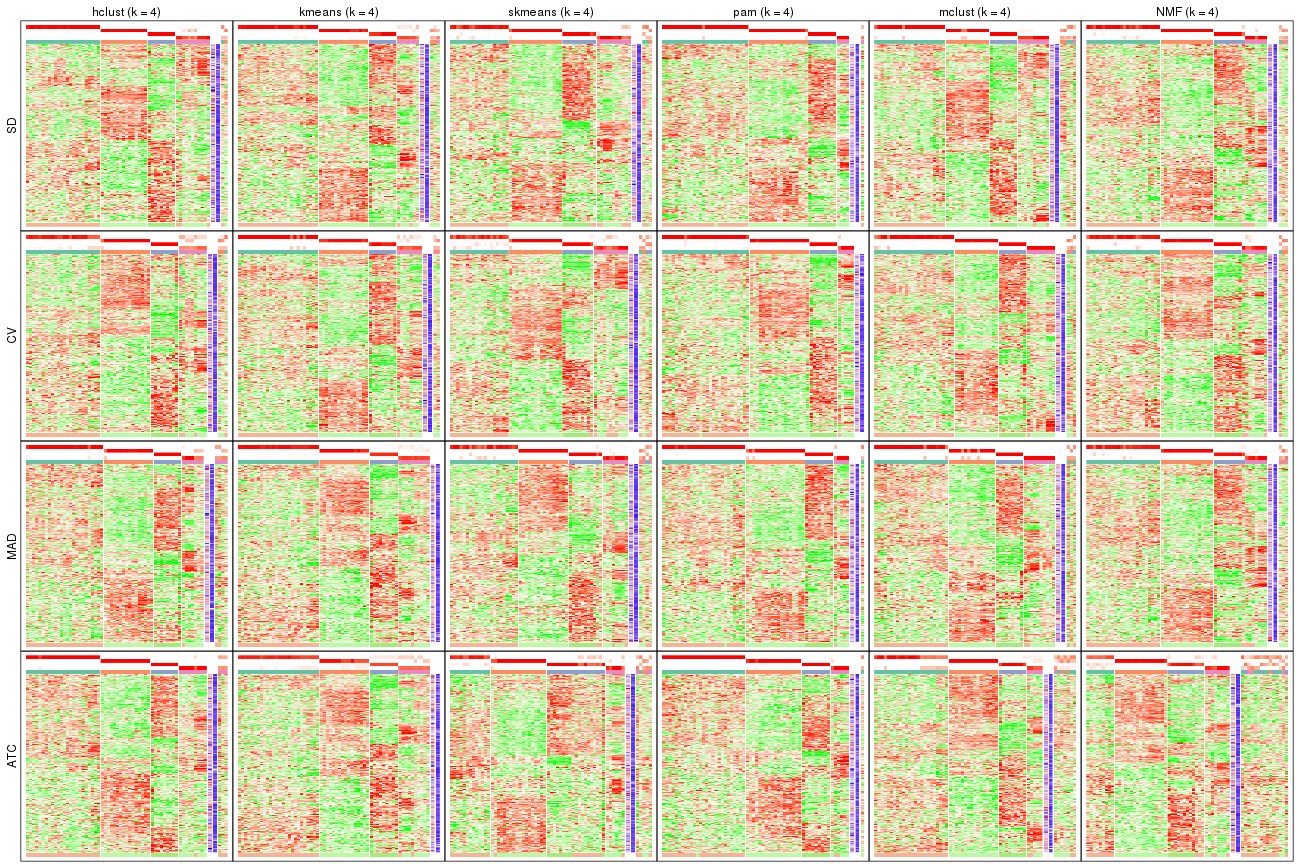 hclust (k = 4) kmeans (k = 4) skmeans (k = 4) pam (k = 4) mclust (k = 4) NMF (k = 4)
SD
CV
MAD
ATC